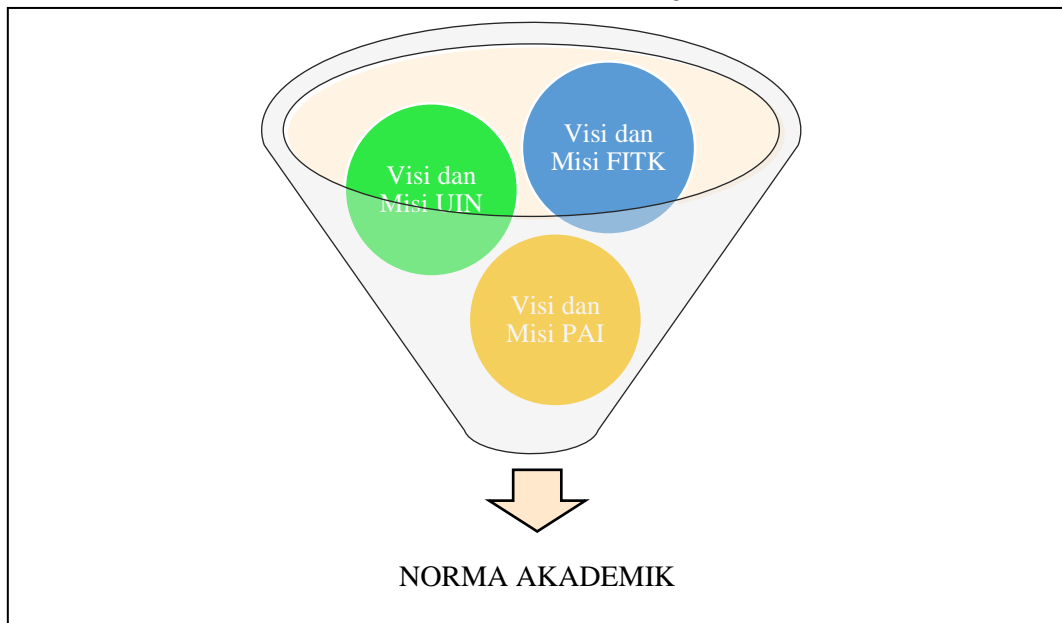 Visi dan
Misi UIN
Visi dan
Misi FITK
Visi dan
Misi PAI
NORMA AKADEMIK